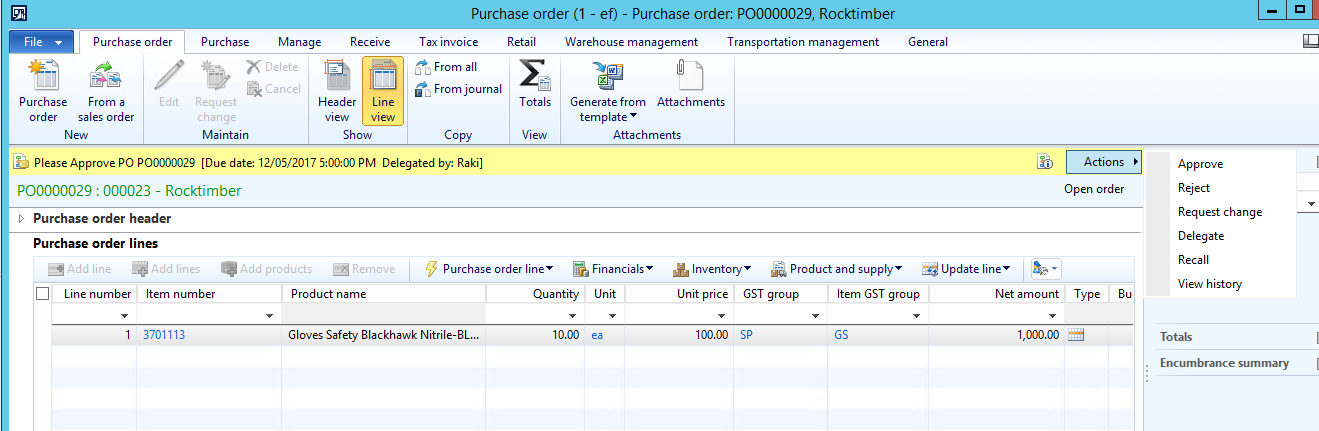 Purchase order (1 - ef) - Purchase order: PO0000029, Rocktimber
File Purchase order Purchase Manage Receive Tax invoice Retail Warehouse management Transportation management General
Purchase order
From a sales order
New
Edit
Request change
Delete
Cancel
Maintain
Header view
Line view
Show
From all
From journal
Copy
Totals
View
Generate from template
Attachments
Attachments
Please Approve PO PO0000029 [Due date: 12/05/2017 5:00:00 PM Delegated by: Raki]
Actions
Approve
Reject
Request change
Delegate
Recall
View history
PO0000029 : 000023 - Rocktimber
Open order
Purchase order header
Purchase order lines
Add line Add lines Add products Remove Purchase order line Financials Inventory Product and supply Update line
Line number Item number Product name Quantity Unit Unit price GST group Item GST group Net amount Type Bu
1 3701113 Gloves Safety Blackhawk Nitrile-BL... 10.00 ea 100.00 SP GS 1,000.00
Totals
Encumbrance summary